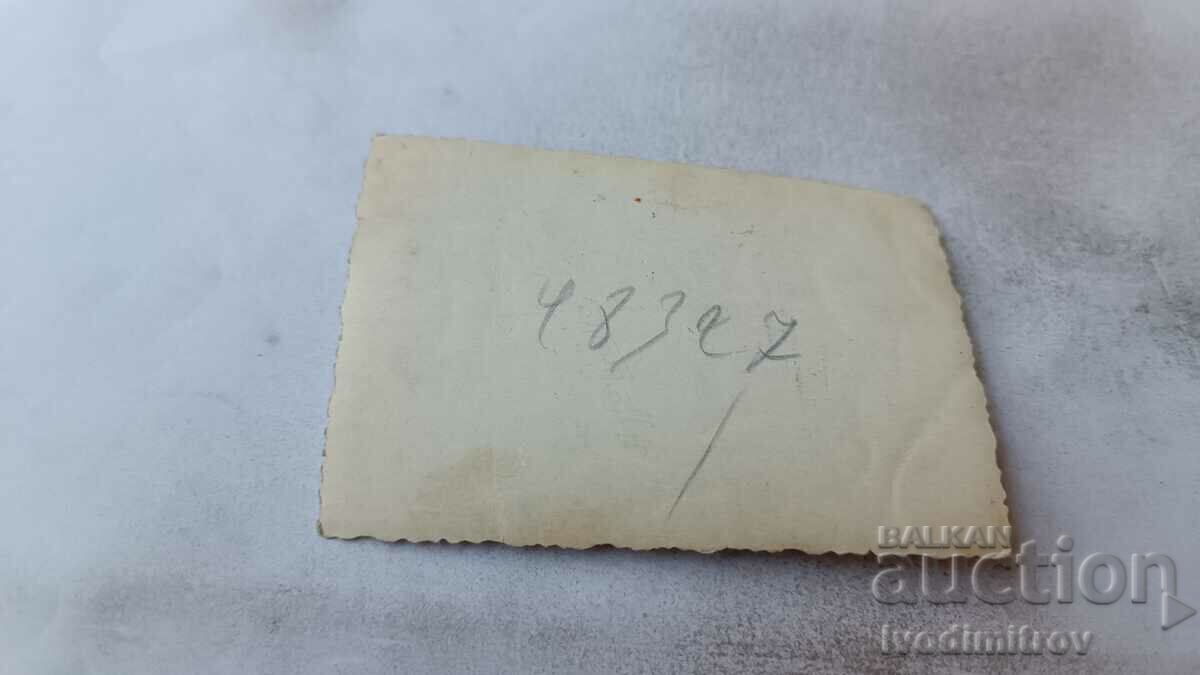 48327
/
BALKAN
auction
ivodimitrov